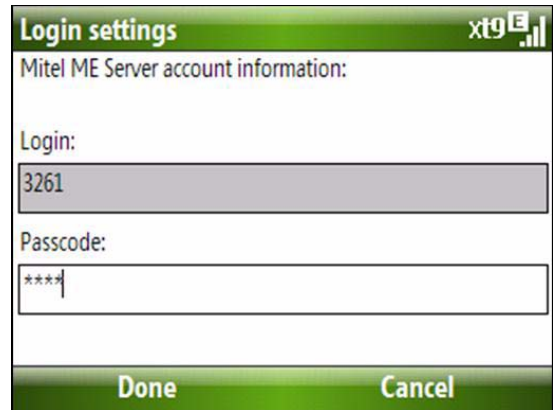 Login settings xt9 E
Mitel ME Server account information:
Login:
3261
Passcode:
****
Done Cancel